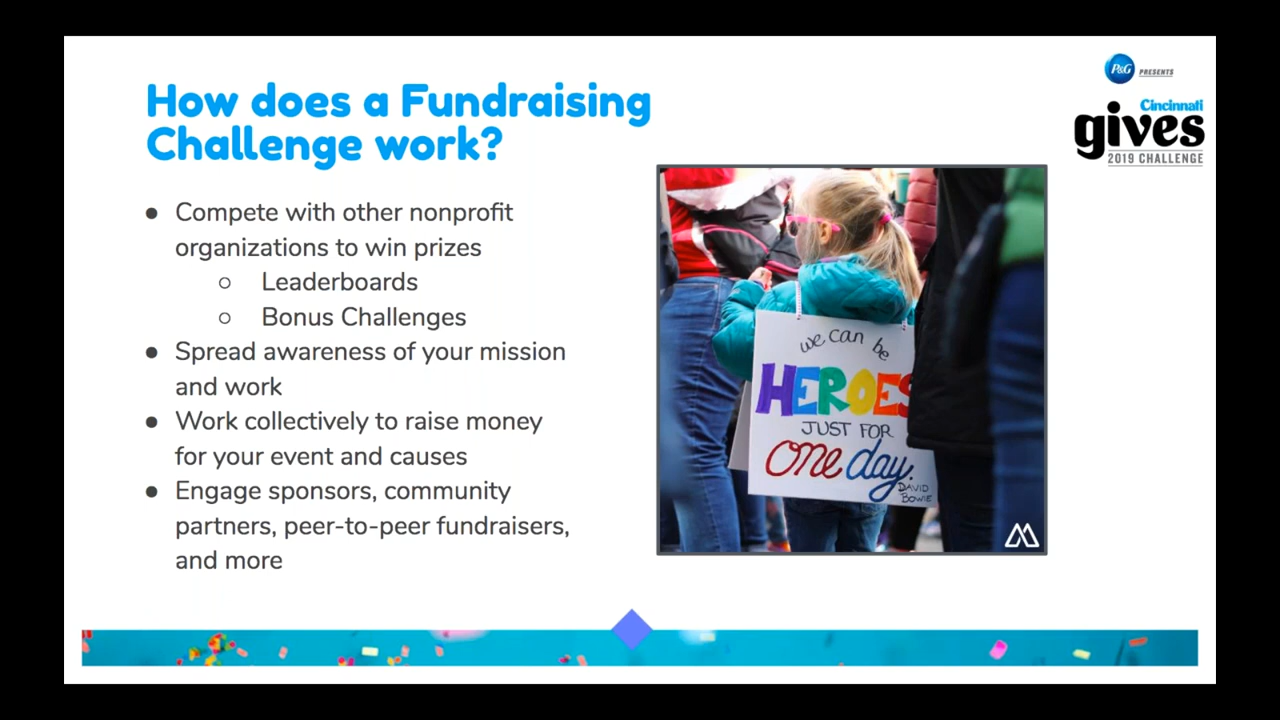 How does a Fundraising
Challenge work?
P&G PRESENTS
Cincinnati
gives
2019 CHALLENGE
● Compete with other nonprofit
organizations to win prizes
○ Leaderboards
○ Bonus Challenges
● Spread awareness of your mission
and work
● Work collectively to raise money
for your event and causes
● Engage sponsors, community
partners, peer-to-peer fundraisers,
and more
we can be
HEROES
JUST FOR
one day.
DAVID
BOWIE